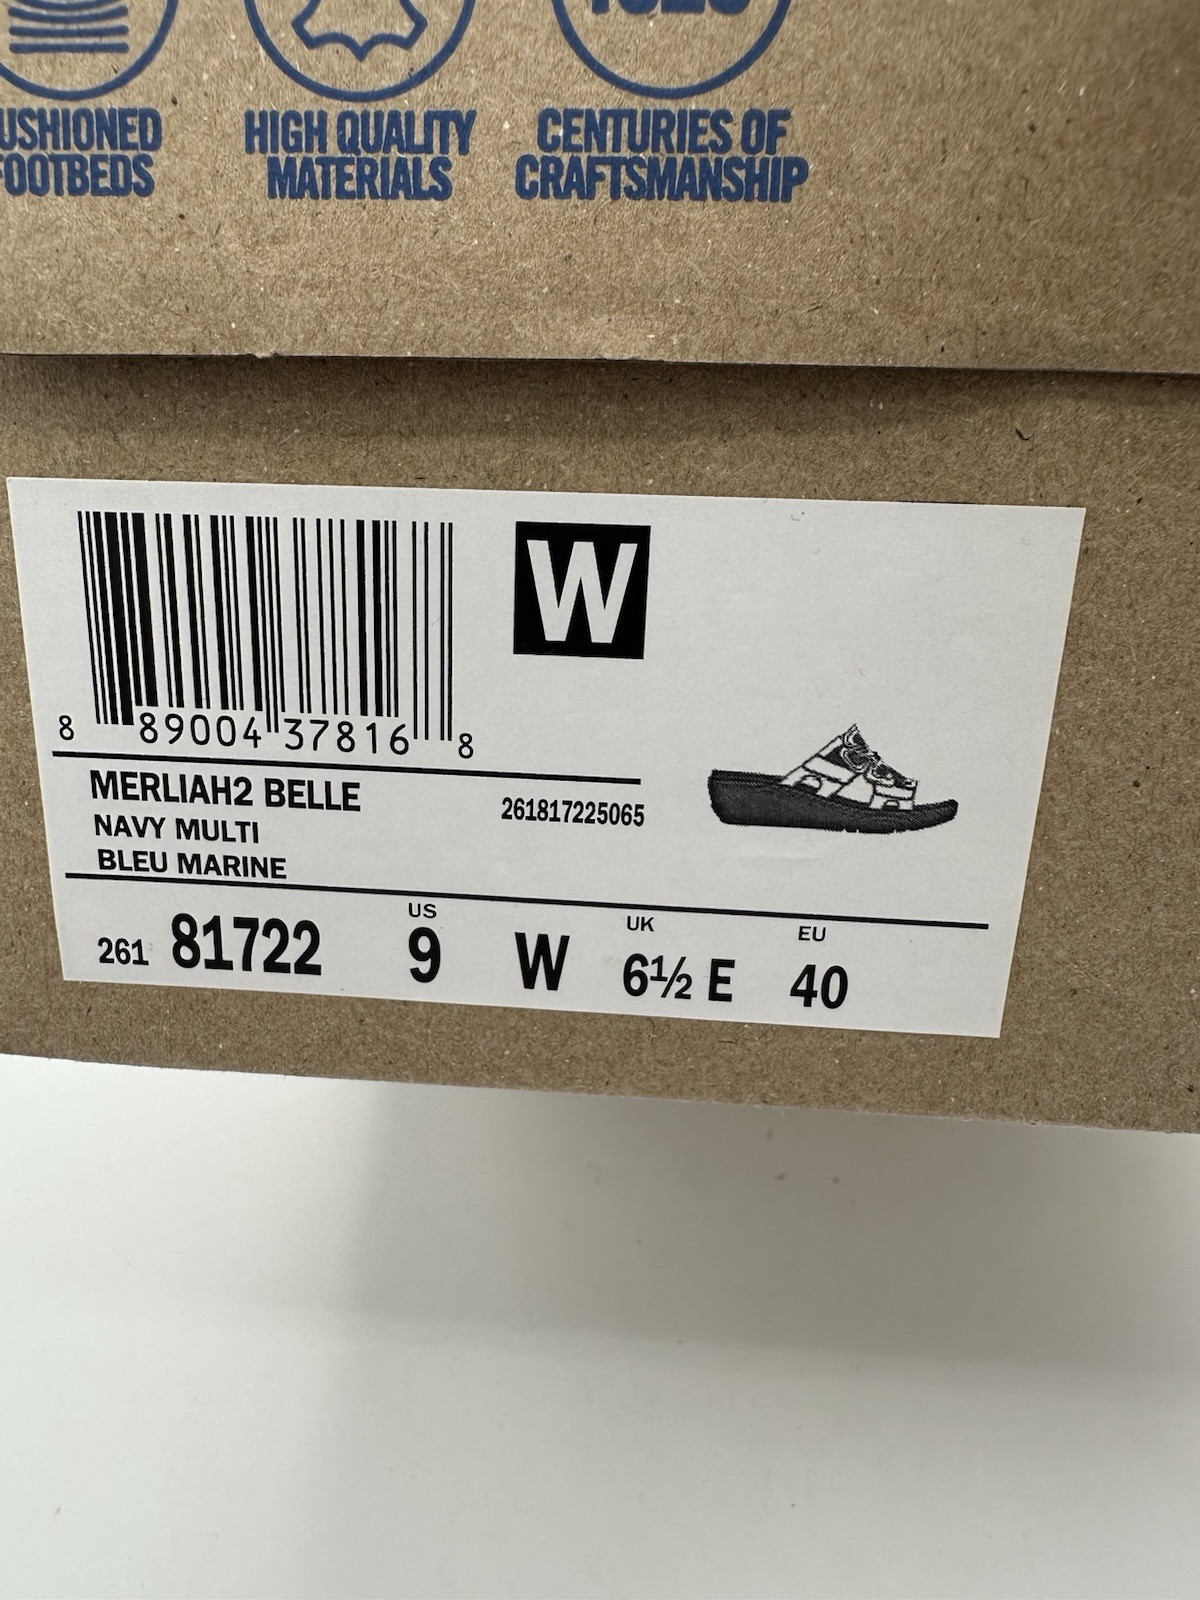 USHIONED
FOOTBEDS
HIGH QUALITY
MATERIALS
CENTURIES OF
CRAFTSMANSHIP
W
8 89004 37816 8
MERLIAH2 BELLE
NAVY MULTI
BLEU MARINE
261817225065
US UK EU
261 81722 9 W 6½ E 40